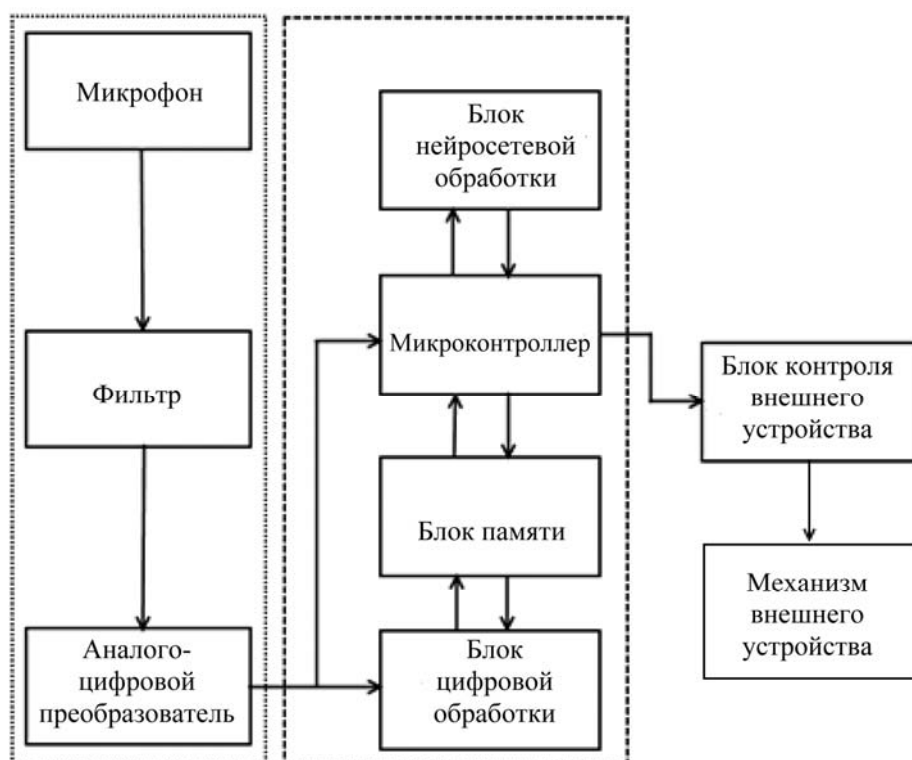 Микрофон
Фильтр
Аналого-
цифровой
преобразователь
Блок
нейросетевой
обработки
Микроконтроллер
Блок памяти
Блок
цифровой
обработки
Блок контроля
внешнего
устройства
Механизм
внешнего
устройства